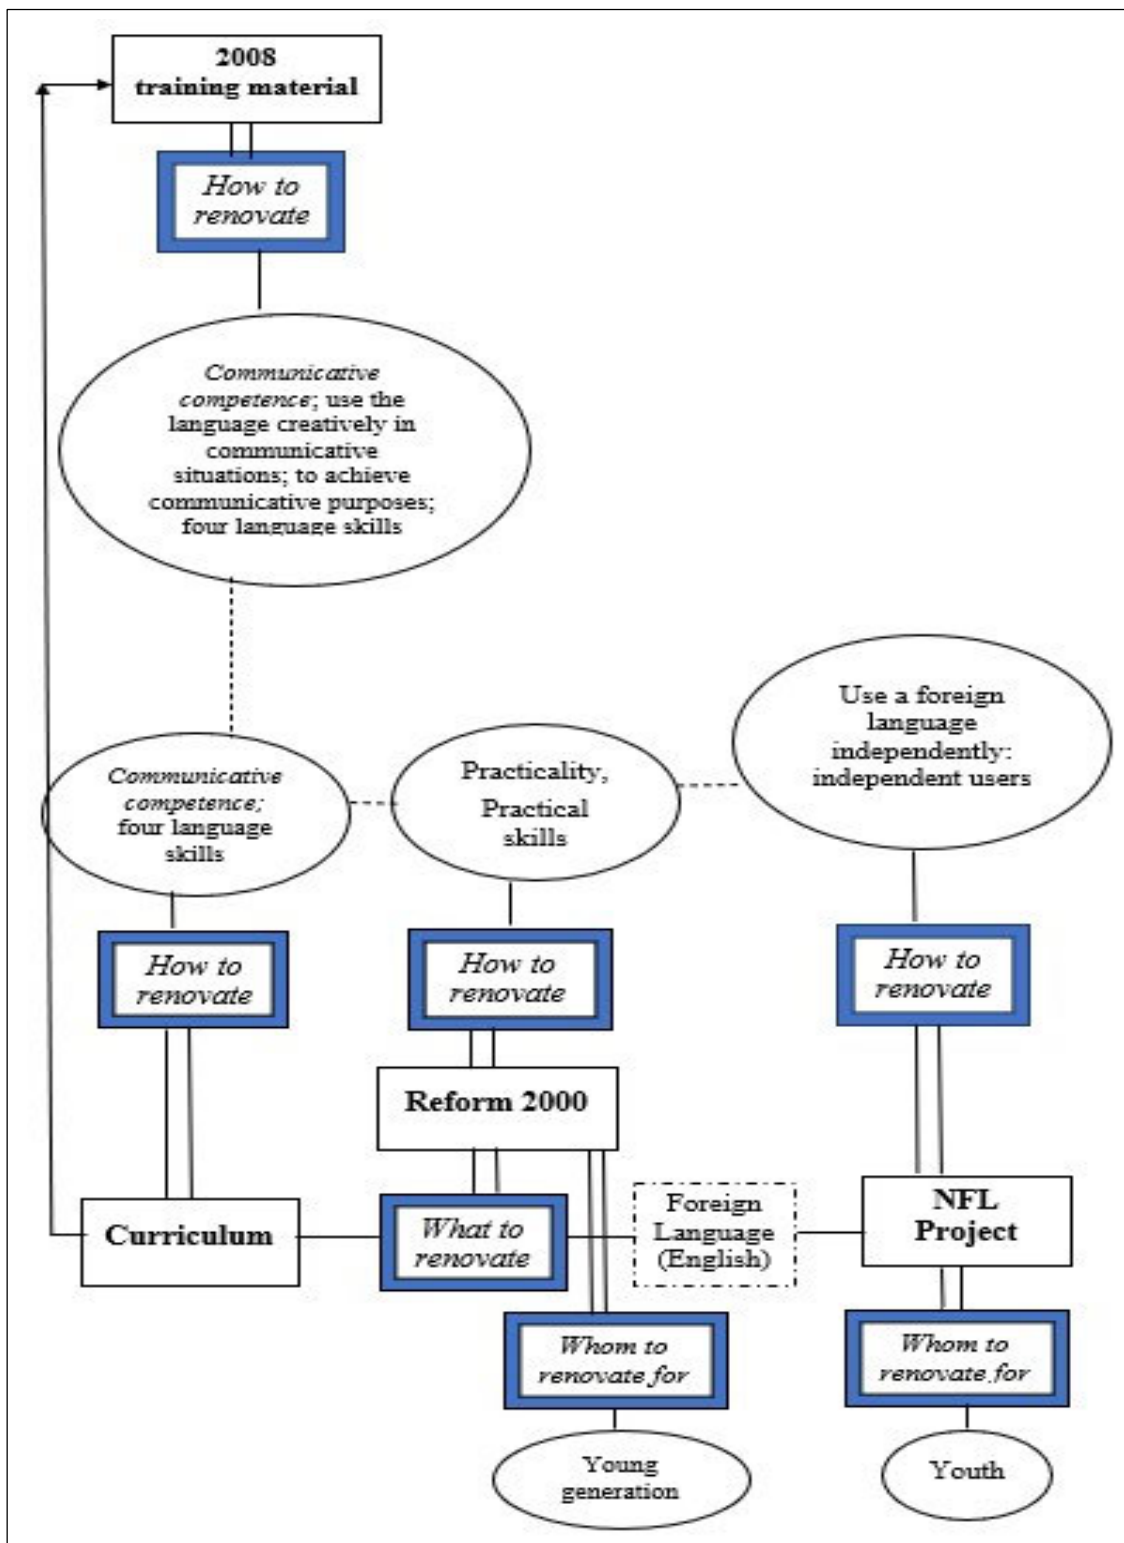 2008
training material
How to
renovate
Communicative
competence; use the
language creatively in
communicative
situations; to achieve
communicative purposes;
four language skills
Use a foreign
language
independently:
independent users
Communicative
competence;
four language
skills
Practicality,
Practical
skills
How to
renovate
How to
renovate
How to
renovate
Reform 2000
Curriculum
What to
renovate
Foreign
Language
(English)
NFL
Project
Whom to
renovate for
Whom to
renovate for
Young
generation
Youth